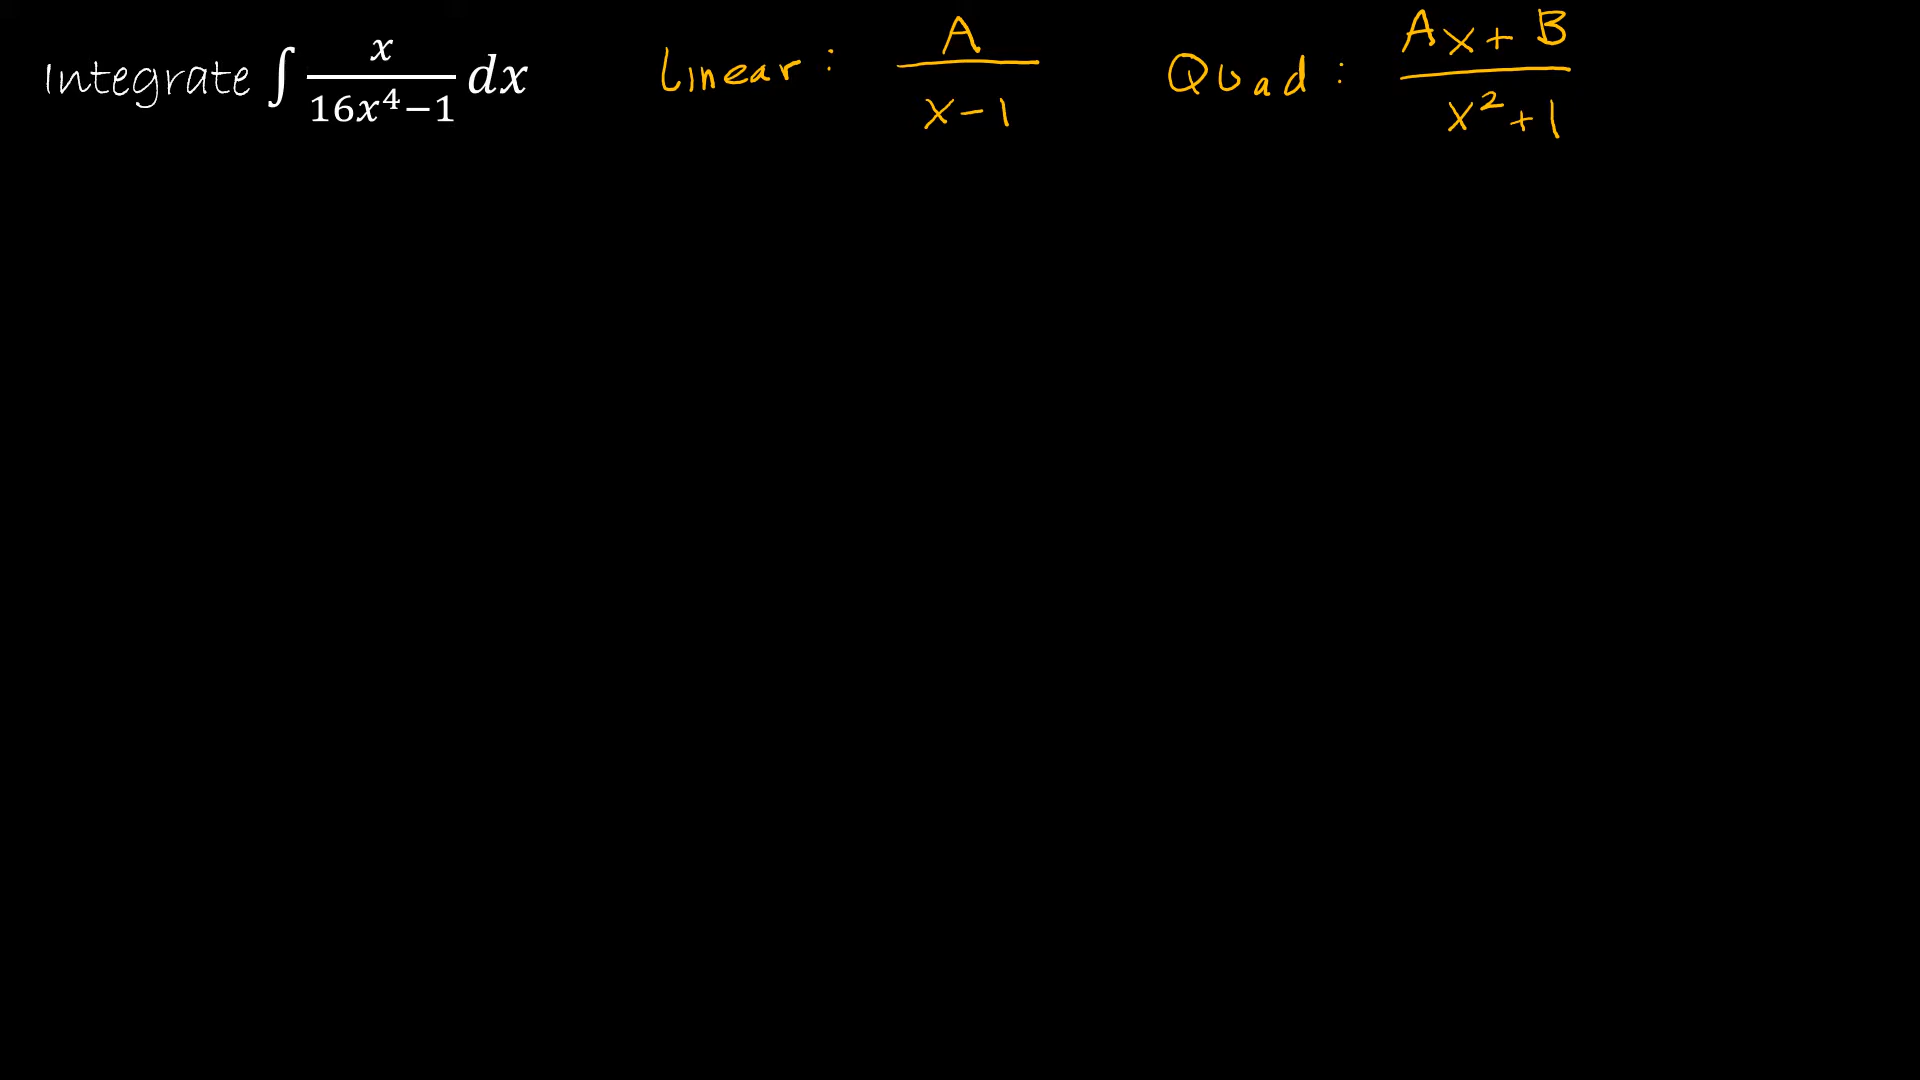 Integrate ∫ x/(16x⁴−1) dx
Linear: A/(x−1)
Quad: (Ax+B)/(x²+1)